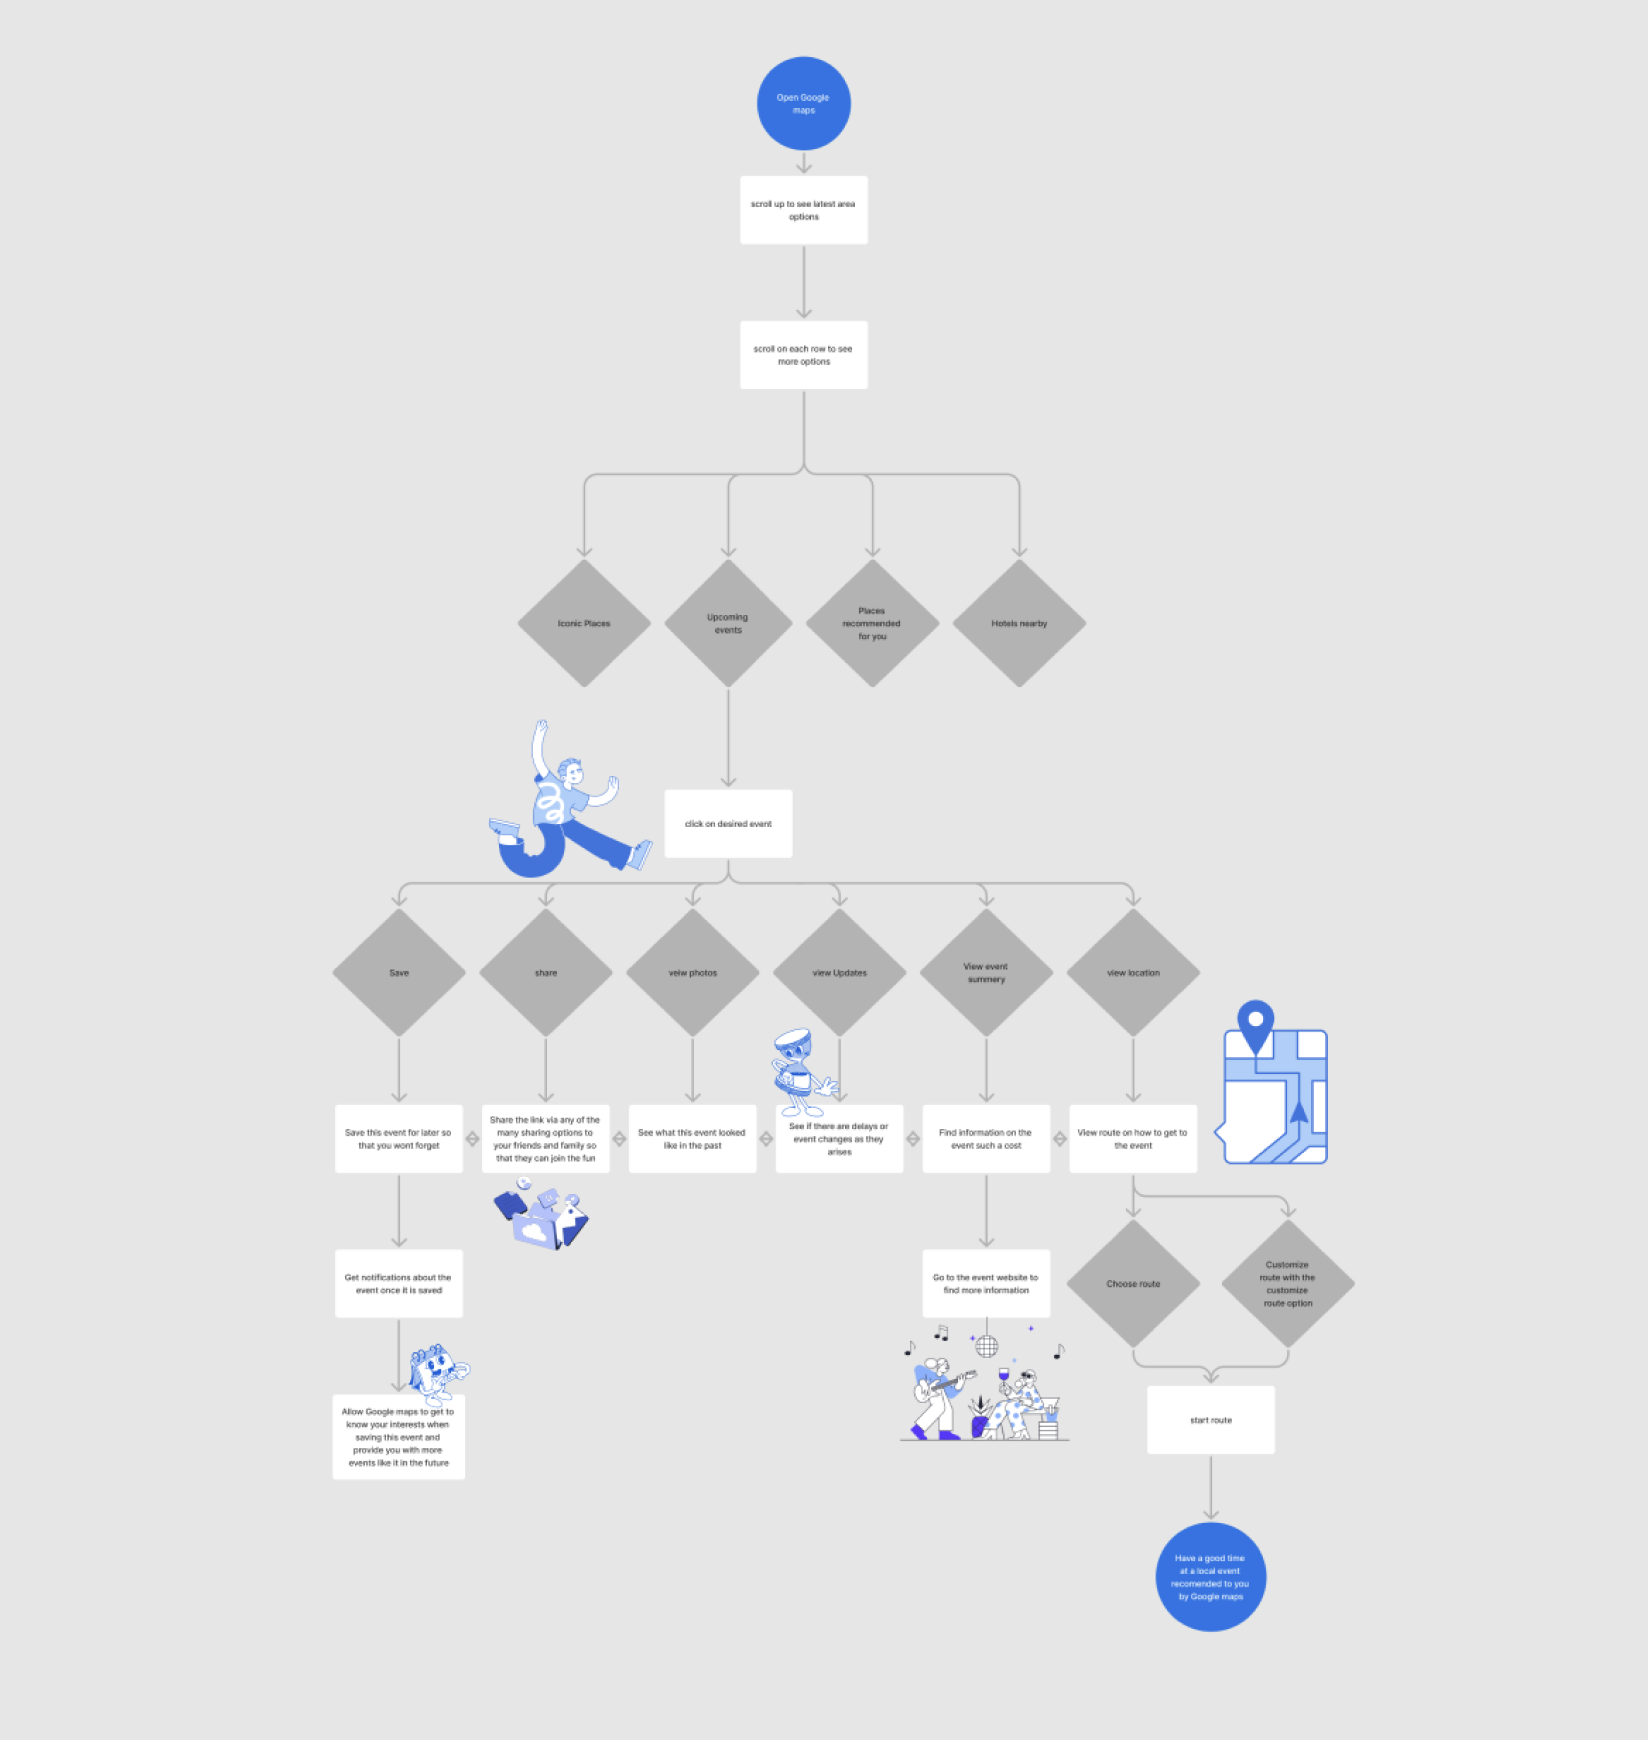 Open Google
maps
scroll up to see latest area
options
scroll on each row to see
more options
Iconic Places
Upcoming
events
Places
recommended
for you
Hotels nearby
click on desired event
Save
share
veiw photos
view Updates
View event
summery
view location
Save this event for later so
that you wont forget
Share the link via any of the
many sharing options to
your friends and family so
that they can join the fun
See what this event looked
like in the past
See if there are delays or
event changes as they
arises
Find information on the
event such a cost
View route on how to get to
the event
Get notifications about the
event once it is saved
Go to the event website to
find more information
Choose route
Customize
route with the
customize
route option
Allow Google maps to get to
know your interests when
saving this event and
provide you with more
events like it in the future
start route
Have a good time
at a local event
recomended to you
by Google maps